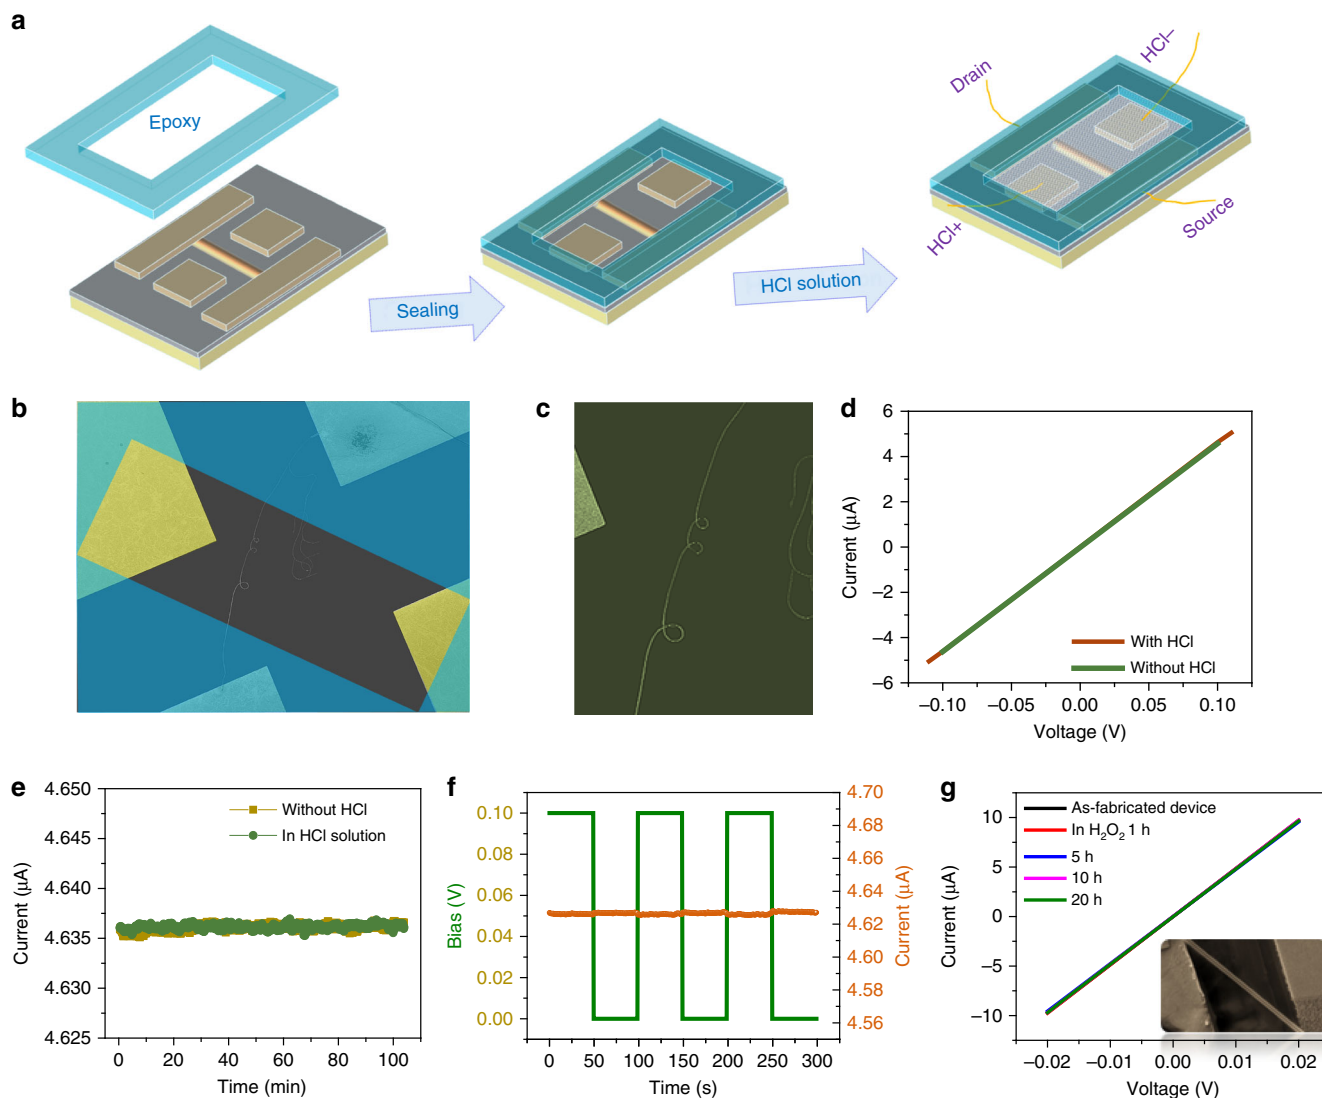 a
Epoxy
Sealing
HCl solution
Drain
HCl–
HCl+
Source
b
c
d
Current (μA)
6
4
2
0
–2
–4
–6
With HCl
Without HCl
–0.10
–0.05
0.00
0.05
0.10
Voltage (V)
e
Current (μA)
4.650
4.645
4.640
4.635
4.630
4.625
Without HCl
In HCl solution
0
20
40
60
80
100
Time (min)
f
Bias (V)
0.10
0.08
0.06
0.04
0.02
0.00
4.70
4.68
4.66
4.64
4.62
4.60
4.58
4.56
Current (μA)
0
50
100
150
200
250
300
Time (s)
g
Current (μA)
10
5
0
–5
–10
As-fabricated device
In H₂O₂ 1 h
5 h
10 h
20 h
–0.02
–0.01
0.00
0.01
0.02
Voltage (V)